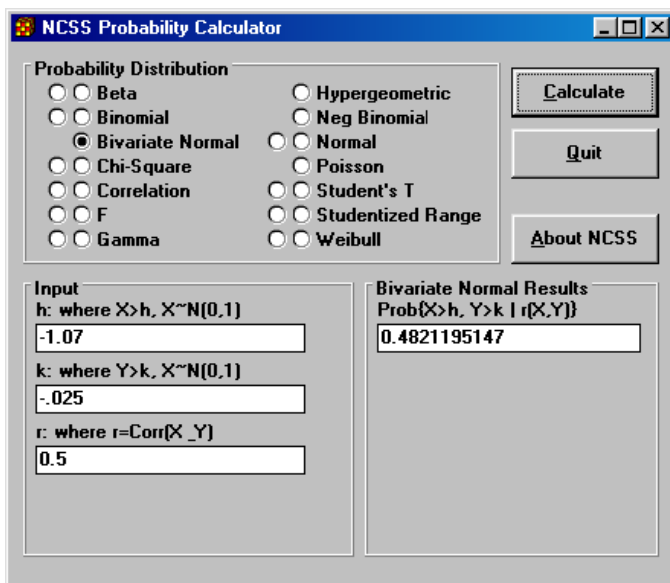 NCSS Probability Calculator
Probability Distribution
Beta
Binomial
Bivariate Normal
Chi-Square
Correlation
F
Gamma
Hypergeometric
Neg Binomial
Normal
Poisson
Student's T
Studentized Range
Weibull
Calculate
Quit
About NCSS
Input
h: where X>h, X~N(0,1)
-1.07
k: where Y>k, X~N(0,1)
-.025
r: where r=Corr(X _Y)
0.5
Bivariate Normal Results
Prob{X>h, Y>k | r(X,Y)}
0.4821195147